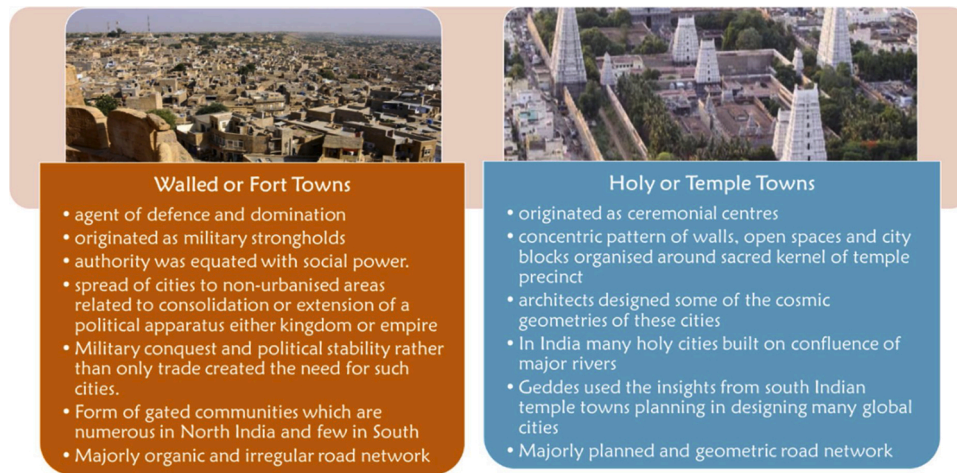 Walled or Fort Towns
• agent of defence and domination
• originated as military strongholds
• authority was equated with social power.
• spread of cities to non-urbanised areas
related to consolidation or extension of a
political apparatus either kingdom or empire
• Military conquest and political stability rather
than only trade created the need for such
cities.
• Form of gated communities which are
numerous in North India and few in South
• Majorly organic and irregular road network
Holy or Temple Towns
• originated as ceremonial centres
• concentric pattern of walls, open spaces and city
blocks organised around sacred kernel of temple
precinct
• architects designed some of the cosmic
geometries of these cities
• In India many holy cities built on confluence of
major rivers
• Geddes used the insights from south Indian
temple towns planning in designing many global
cities
• Majorly planned and geometric road network